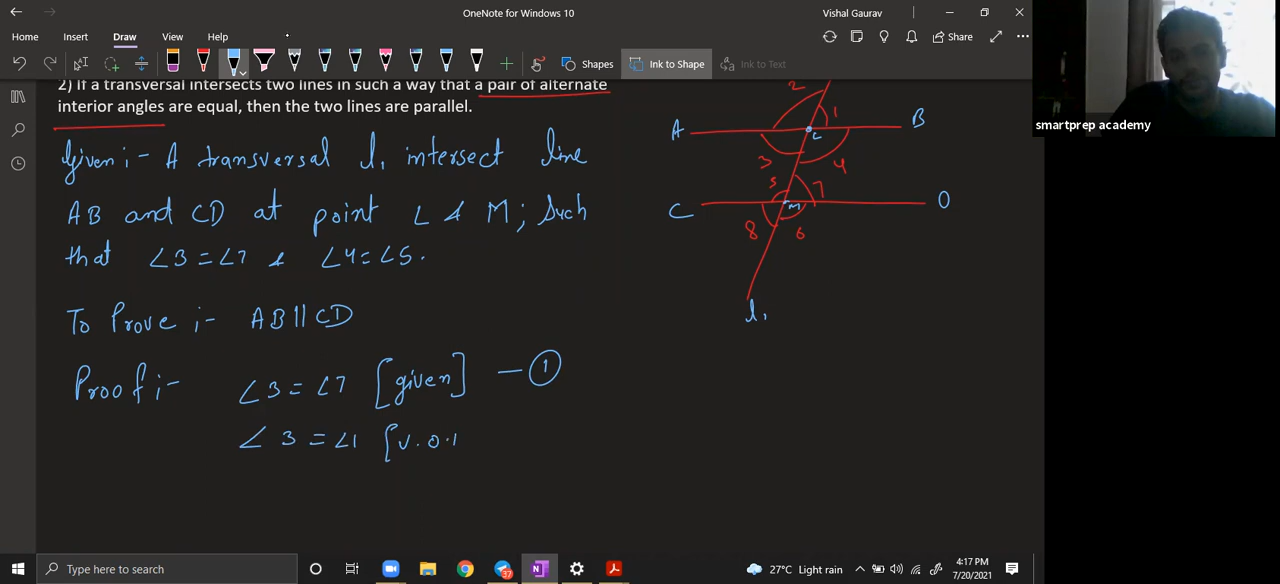 OneNote for Windows 10
Vishal Gaurav
Home Insert Draw View Help
Share
Shapes
Ink to Shape
Ink to Text
smartprep academy
2) If a transversal intersects two lines in such a way that a pair of alternate
interior angles are equal, then the two lines are parallel.
Given :- A transversal l₁ intersect line
AB and CD at point L & M; such
that ∠3 = ∠7 & ∠4 = ∠5.
To Prove :- AB || CD
Proof :- ∠3 = ∠7 [given] — ①
∠3 = ∠1 [V.O.
2
1
A
L
B
3
4
5
7
C
M
D
8
6
l₁
37
Type here to search
27°C Light rain
4:17 PM
7/20/2021